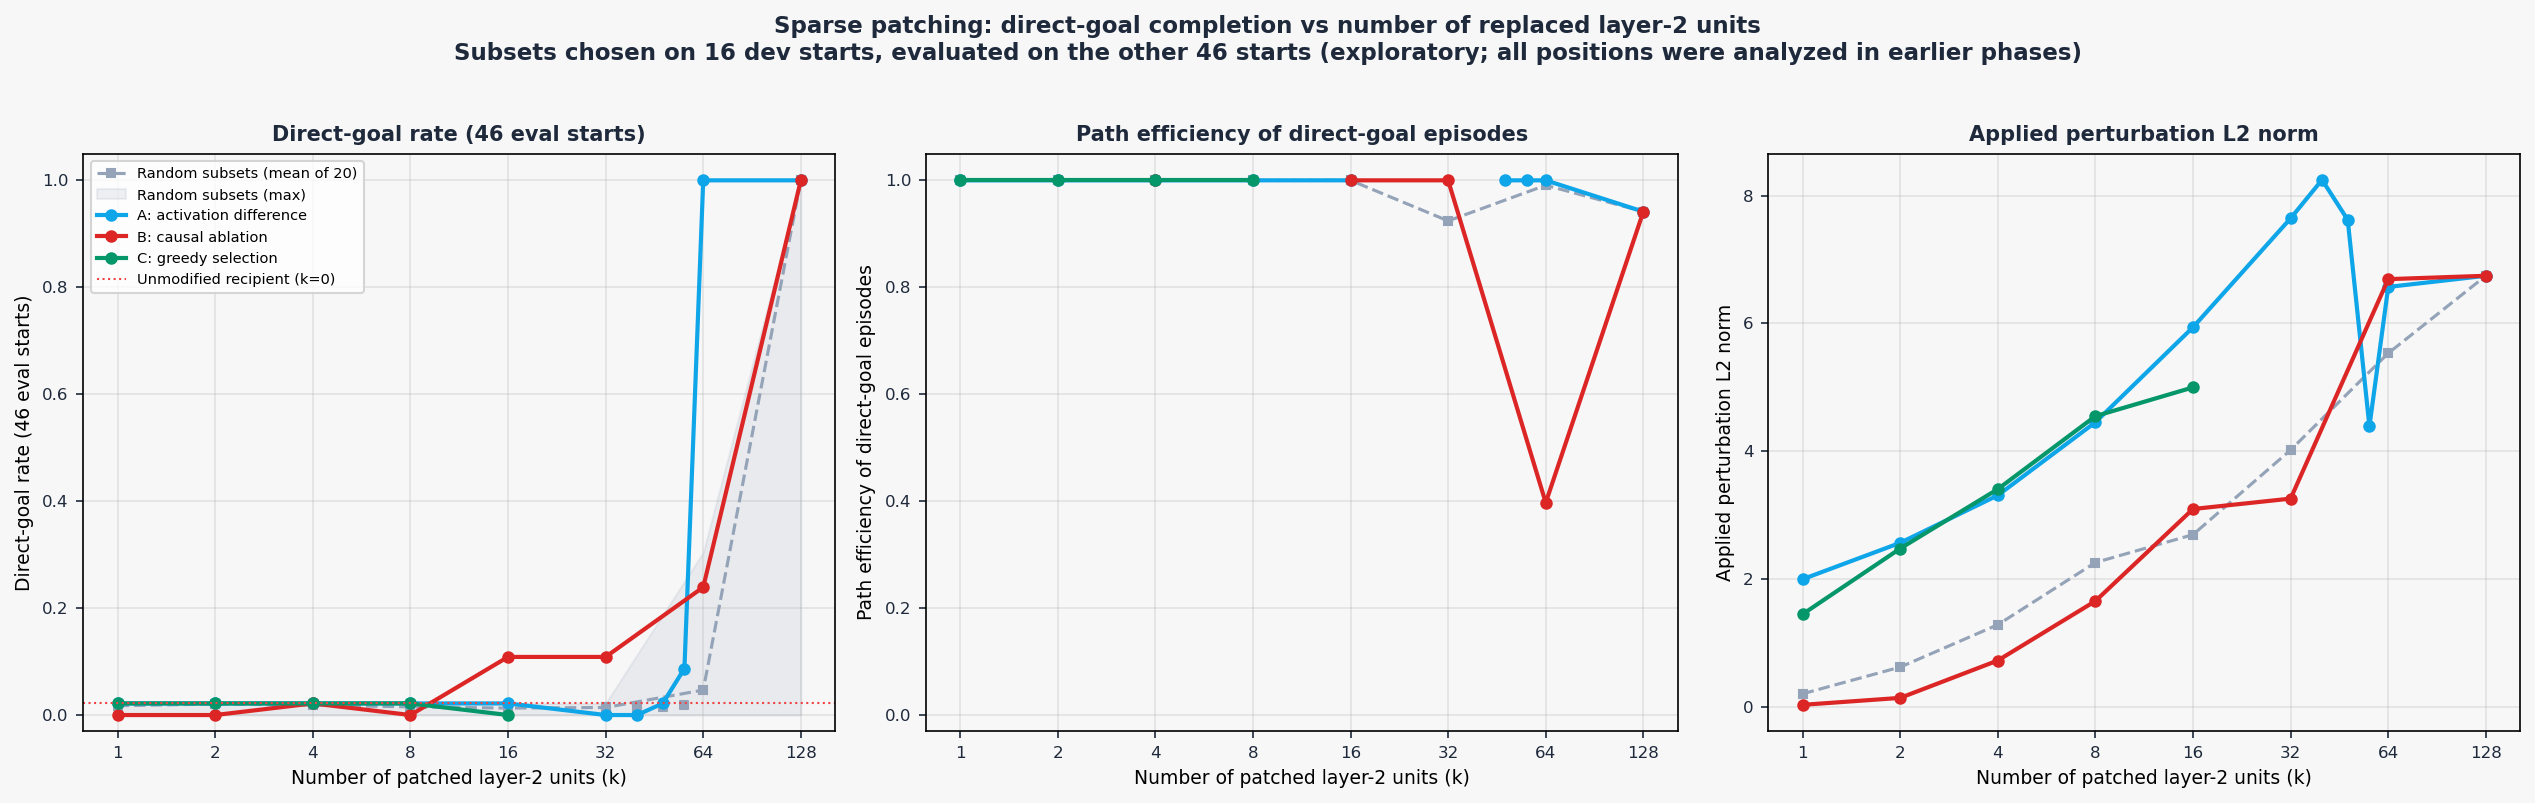 Sparse patching: direct-goal completion vs number of replaced layer-2 units
Subsets chosen on 16 dev starts, evaluated on the other 46 starts (exploratory; all positions were analyzed in earlier phases)
Direct-goal rate (46 eval starts)
Direct-goal rate (46 eval starts)
1.0
0.8
0.6
0.4
0.2
0.0
Random subsets (mean of 20)
Random subsets (max)
A: activation difference
B: causal ablation
C: greedy selection
Unmodified recipient (k=0)
1 2 4 8 16 32 64 128
Number of patched layer-2 units (k)
Path efficiency of direct-goal episodes
Path efficiency of direct-goal episodes
1.0
0.8
0.6
0.4
0.2
0.0
1 2 4 8 16 32 64 128
Number of patched layer-2 units (k)
Applied perturbation L2 norm
Applied perturbation L2 norm
8
6
4
2
0
1 2 4 8 16 32 64 128
Number of patched layer-2 units (k)